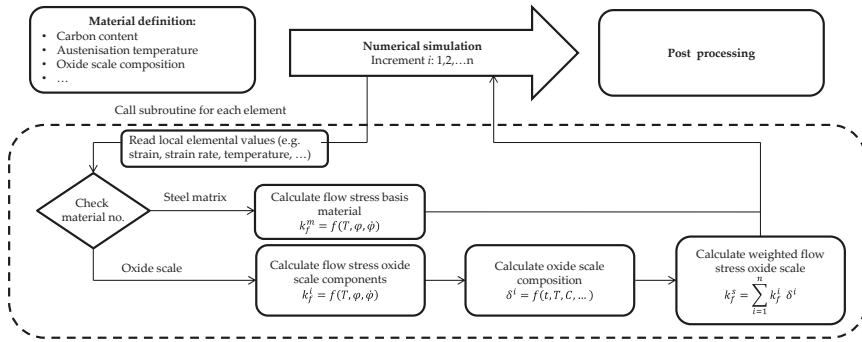 Material definition:
• Carbon content
• Austenisation temperature
• Oxide scale composition
• …
Numerical simulation
Increment i: 1,2,…n
Post processing
Call subroutine for each element
Read local elemental values (e.g.
strain, strain rate, temperature, …)
Check
material no.
Steel matrix
Calculate flow stress basis
material
k_f^m = f(T, φ, φ̇)
Oxide scale
Calculate flow stress oxide
scale components
k_f^i = f(T, φ, φ̇)
Calculate oxide scale
composition
δ^i = f(t, T, C, …)
Calculate weighted flow
stress oxide scale
k_f^s = ∑_{i=1}^{n} k_f^i δ^i